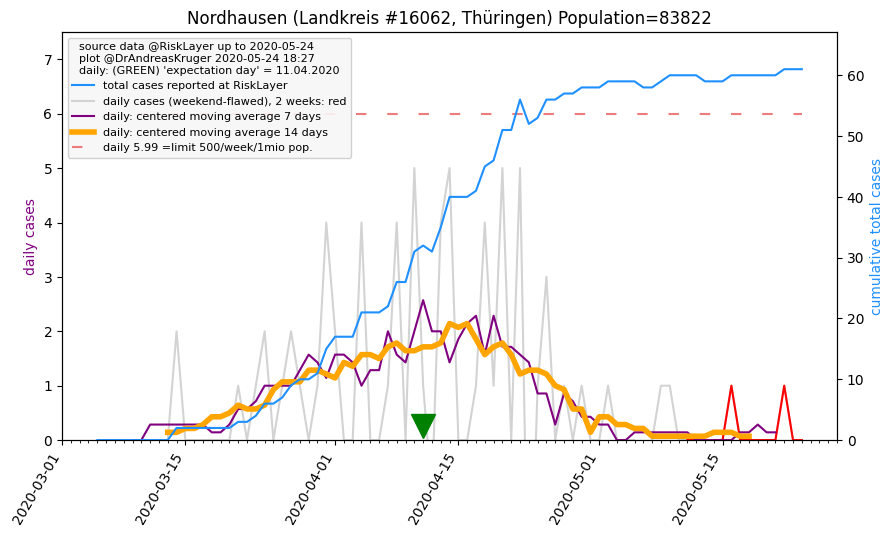 Nordhausen (Landkreis #16062, Thüringen) Population=83822
source data @RiskLayer up to 2020-05-24
plot @DrAndreasKruger 2020-05-24 18:27
daily: (GREEN) 'expectation day' = 11.04.2020
total cases reported at RiskLayer
daily cases (weekend-flawed), 2 weeks: red
daily: centered moving average 7 days
daily: centered moving average 14 days
daily 5.99 =limit 500/week/1mio pop.
daily cases
7
6
5
4
3
2
1
0
cumulative total cases
60
50
40
30
20
10
0
2020-03-01
2020-03-15
2020-04-01
2020-04-15
2020-05-01
2020-05-15